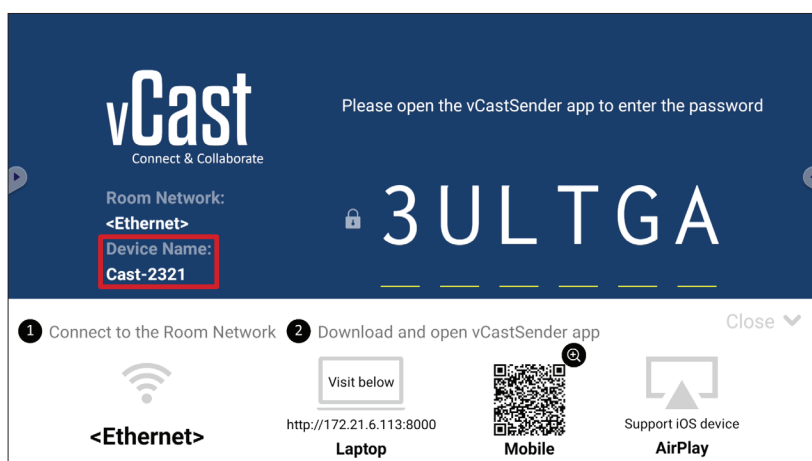 vCast
Connect & Collaborate
Please open the vCastSender app to enter the password
Room Network:
<Ethernet>
Device Name:
Cast-2321
3ULTGA
Close
1 Connect to the Room Network
2 Download and open vCastSender app
Visit below
http://172.21.6.113:8000
Laptop
Mobile
Support iOS device
AirPlay
<Ethernet>